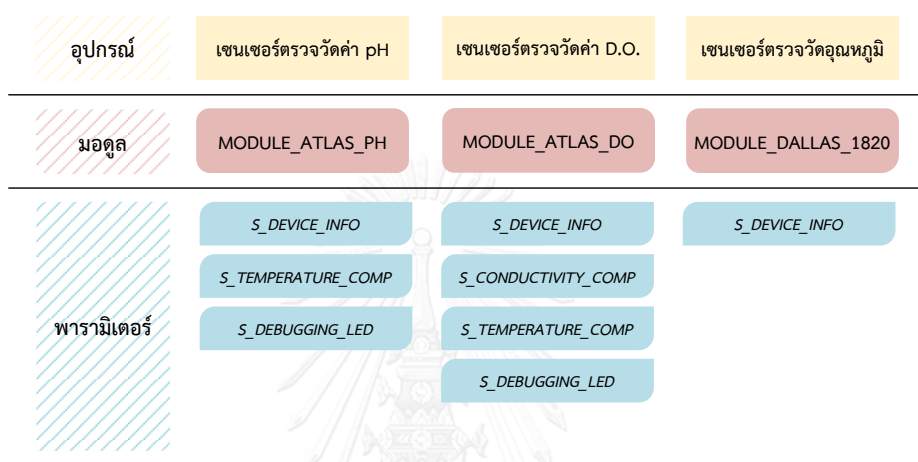 อุปกรณ์ เซนเซอร์ตรวจวัดค่า pH เซนเซอร์ตรวจวัดค่า D.O. เซนเซอร์ตรวจวัดอุณหภูมิ
มอดูล MODULE_ATLAS_PH MODULE_ATLAS_DO MODULE_DALLAS_1820
S_DEVICE_INFO S_DEVICE_INFO S_DEVICE_INFO
S_TEMPERATURE_COMP S_CONDUCTIVITY_COMP
พารามิเตอร์ S_DEBUGGING_LED S_TEMPERATURE_COMP
S_DEBUGGING_LED